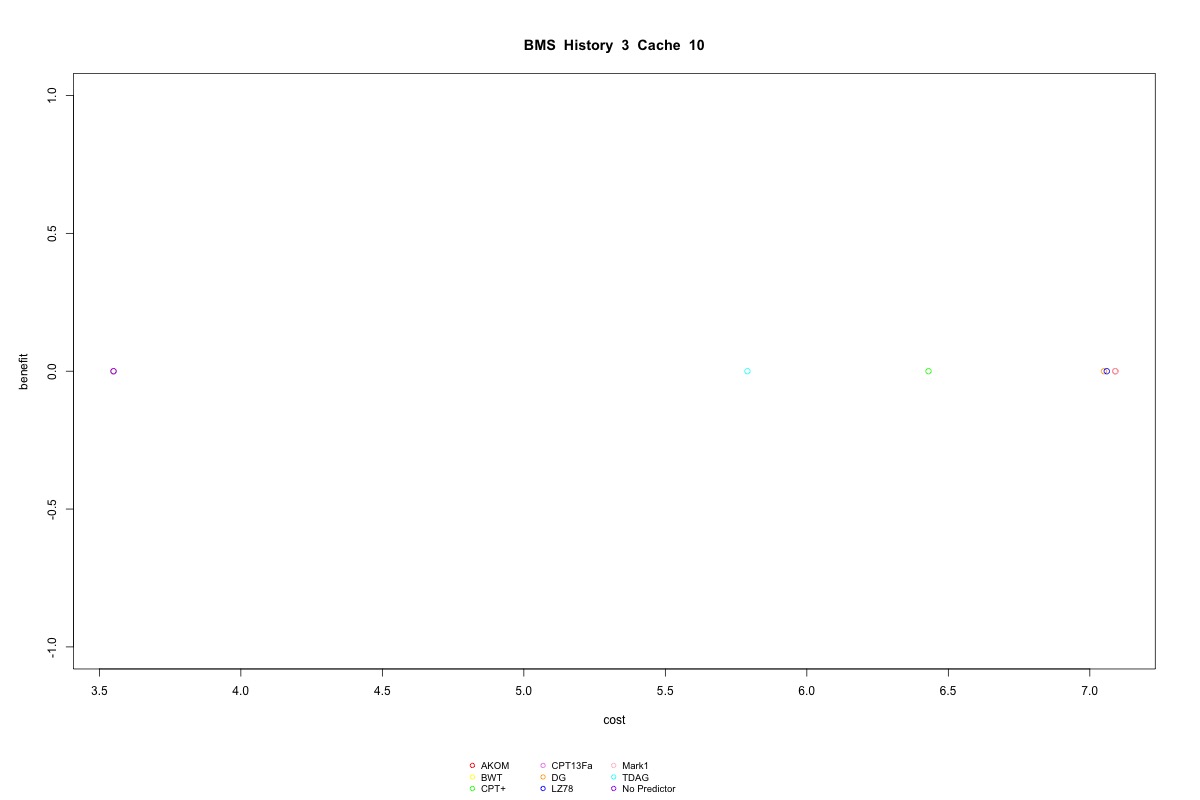 BMS History 3 Cache 10
1.0
0.5
0.0
-0.5
-1.0
benefit
3.5 4.0 4.5 5.0 5.5 6.0 6.5 7.0
cost
AKOM CPT13Fa Mark1
BWT DG TDAG
CPT+ LZ78 No Predictor